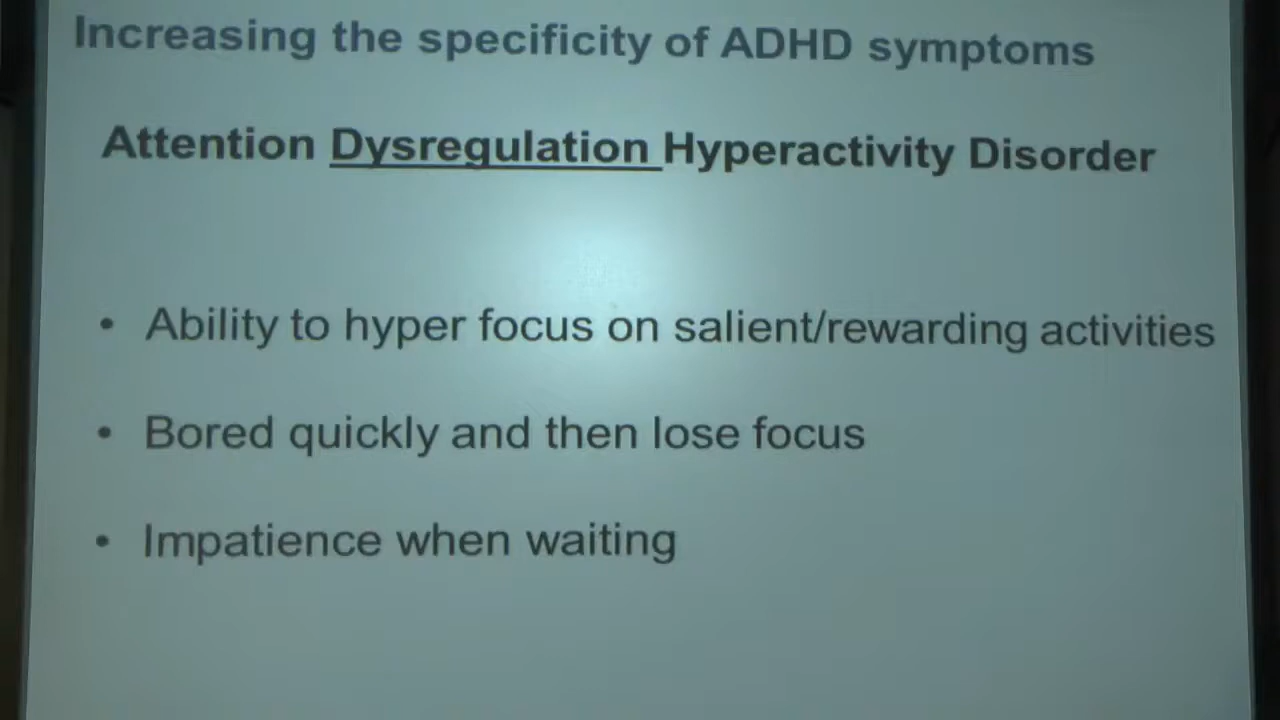 Increasing the specificity of ADHD symptoms
Attention Dysregulation Hyperactivity Disorder
• Ability to hyper focus on salient/rewarding activities
• Bored quickly and then lose focus
• Impatience when waiting